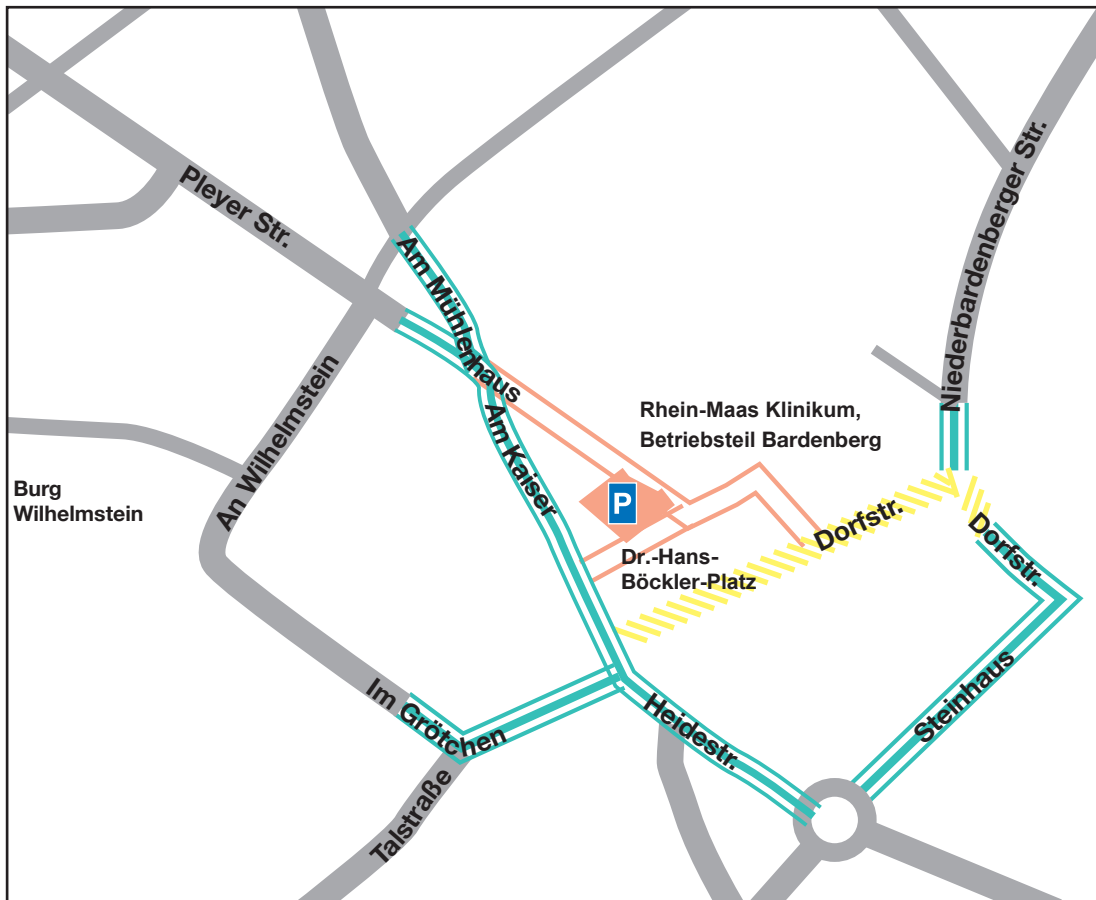 Pleyer Str.
Am Mühlenhaus
Niederbardenberger Str.
An Wilhelmstein
Am Kaiser
Rhein-Maas Klinikum,
Betriebsteil Bardenberg
Burg
Wilhelmstein
P
Dorfstr.
Dorfstr.
Dr.-Hans-
Böckler-Platz
Im Grötchen
Heidestr.
Steinhaus
Talstraße